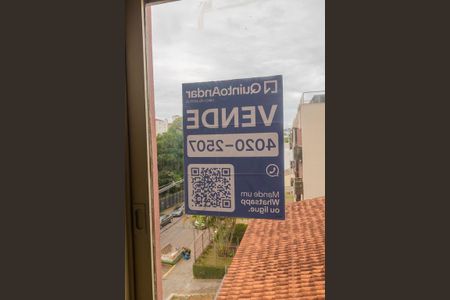 QuintoAndar
VENDE
4020-2507
Mande um
Whatsapp
ou ligue.